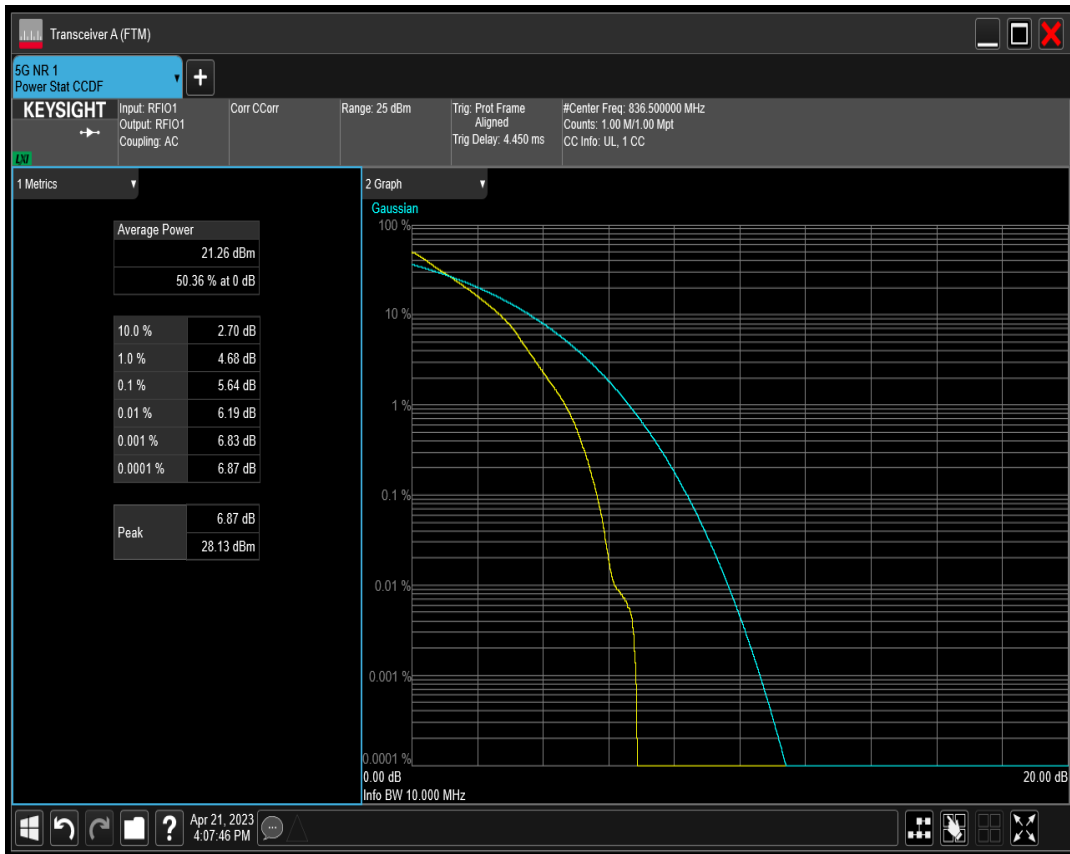 Transceiver A (FTM)
5G NR 1
Power Stat CCDF
+
KEYSIGHT
LXI
Input: RFIO1
Output: RFIO1
Coupling: AC
Corr CCorr
Range: 25 dBm
Trig: Prot Frame
Aligned
Trig Delay: 4.450 ms
#Center Freq: 836.500000 MHz
Counts: 1.00 M/1.00 Mpt
CC Info: UL, 1 CC
1 Metrics
Average Power
21.26 dBm
50.36 % at 0 dB
10.0 % 2.70 dB
1.0 % 4.68 dB
0.1 % 5.64 dB
0.01 % 6.19 dB
0.001 % 6.83 dB
0.0001 % 6.87 dB
Peak
6.87 dB
28.13 dBm
2 Graph
Gaussian
100 %
10 %
1 %
0.1 %
0.01 %
0.001 %
0.0001 %
0.00 dB 20.00 dB
Info BW 10.000 MHz
?
Apr 21, 2023
4:07:46 PM